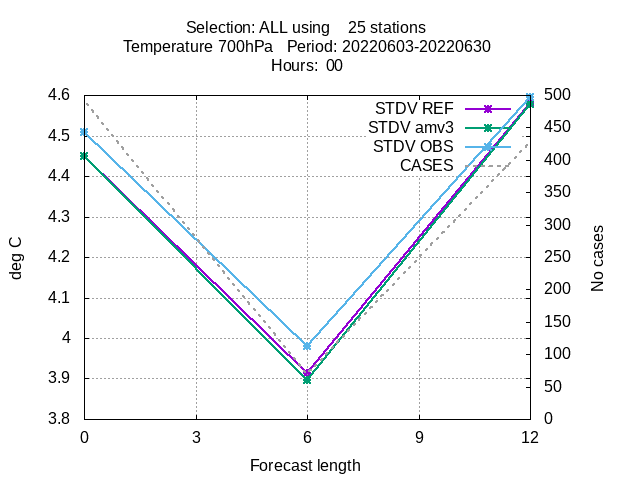 Selection: ALL using    25 stations
Temperature 700hPa   Period: 20220603-20220630
Hours:  00
4.6
4.5
4.4
4.3
4.2
4.1
4
3.9
3.8
500
450
400
350
300
250
200
150
100
50
0
STDV REF
STDV amv3
STDV OBS
CASES
deg C
No cases
0
3
6
9
12
Forecast length